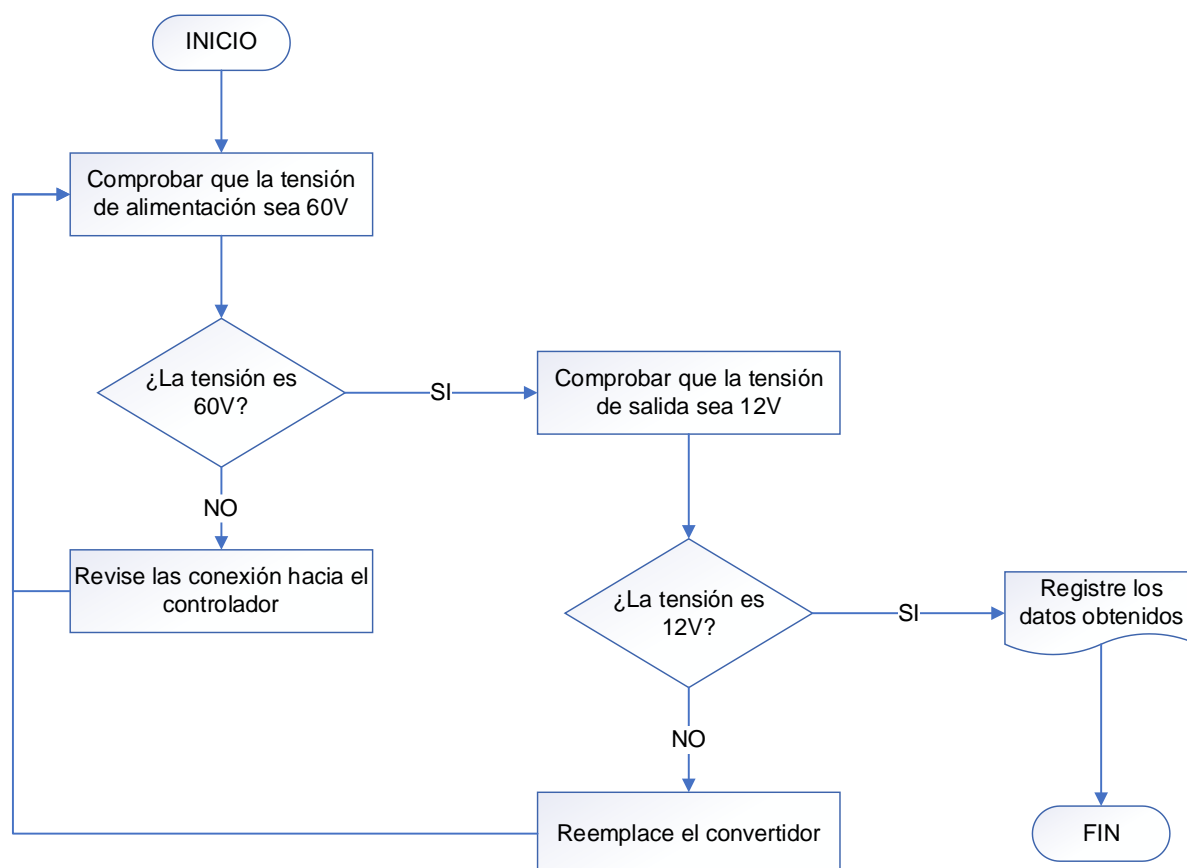 INICIO
Comprobar que la tensión
de alimentación sea 60V
¿La tensión es
60V?
SI
Comprobar que la tensión
de salida sea 12V
NO
Revise las conexión hacia el
controlador
¿La tensión es
12V?
SI
Registre los
datos obtenidos
NO
Reemplace el convertidor
FIN